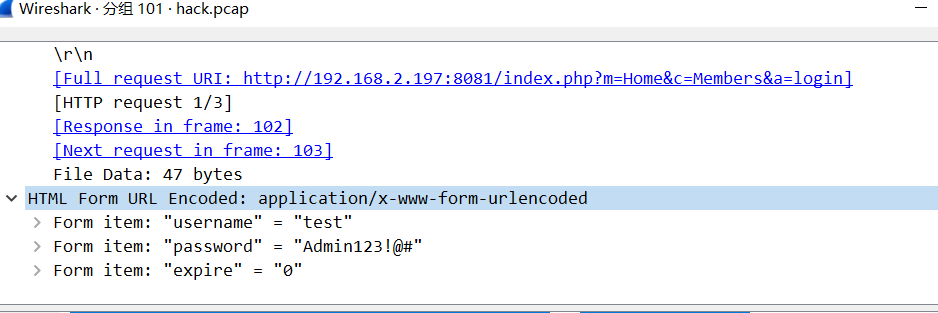 Wireshark · 分组 101 · hack.pcap
\r\n
[Full request URI: http://192.168.2.197:8081/index.php?m=Home&c=Members&a=login]
[HTTP request 1/3]
[Response in frame: 102]
[Next request in frame: 103]
File Data: 47 bytes
HTML Form URL Encoded: application/x-www-form-urlencoded
Form item: "username" = "test"
Form item: "password" = "Admin123!@#"
Form item: "expire" = "0"